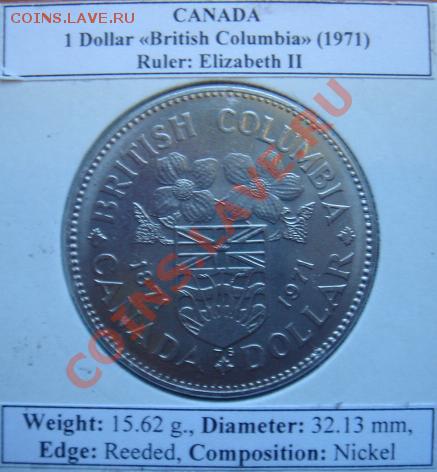 COINS.LAVE.RU
CANADA
1 Dollar «British Columbia» (1971)
Ruler: Elizabeth II
COINS.LAVE.RU
BRITISH COLUMBIA
18
1971
CANADA DOLLAR
Weight: 15.62 g., Diameter: 32.13 mm,
Edge: Reeded, Composition: Nickel